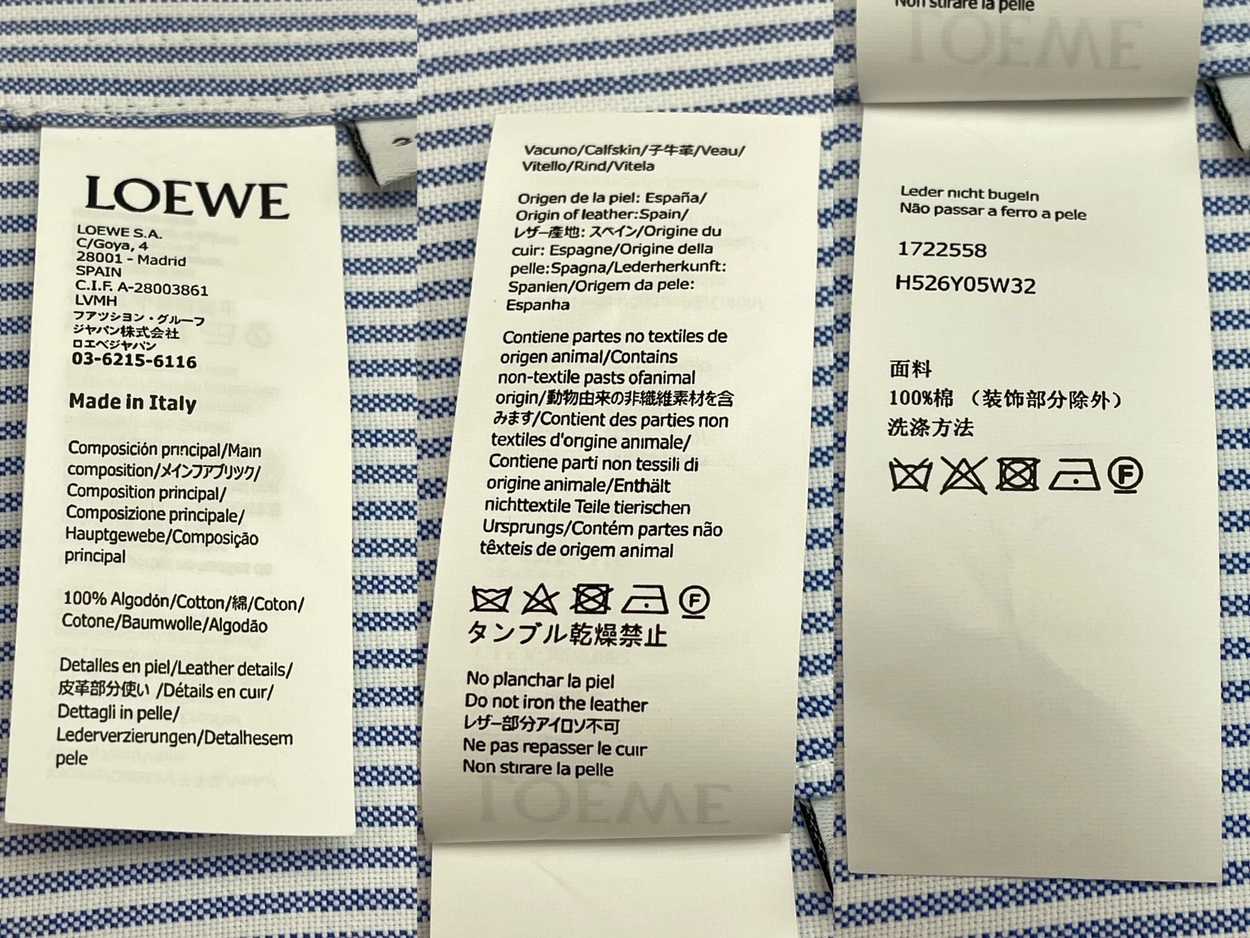 LOEWE
LOEWE S.A.
C/Goya, 4
28001 - Madrid
SPAIN
C.I.F. A-28003861
LVMH
ファッション・グループ
ジャパン株式会社
ロエベジャパン
03-6215-6116
Made in Italy
Composición principal/Main
composition/メインファブリック/
Composition principal/
Composizione principale/
Hauptgewebe/Composição
principal
100% Algodón/Cotton/綿/Coton/
Cotone/Baumwolle/Algodão
Detalles en piel/Leather details/
皮革部分使い /Détails en cuir/
Dettagli in pelle/
Lederverzierungen/Detalhesem
pele
Vacuno/Calfskin/子牛革/Veau/
Vitello/Rind/Vitela
Origen de la piel: España/
Origin of leather:Spain/
レザー産地: スペイン/Origine du
cuir: Espagne/Origine della
pelle:Spagna/Lederherkunft:
Spanien/Origem da pele:
Espanha
Contiene partes no textiles de
origen animal/Contains
non-textile pasts ofanimal
origin/動物由来の非繊維素材を含
みます/Contient des parties non
textiles d'origine animale/
Contiene parti non tessili di
origine animale/Enthält
nichttextile Teile tierischen
Ursprungs/Contém partes não
têxteis de origem animal
F
タンブル乾燥禁止
No planchar la piel
Do not iron the leather
レザー部分アイロン不可
Ne pas repasser le cuir
Non stirare la pelle
LOEWE
Non stirare la pelle
LOEWE
Leder nicht bugeln
Não passar a ferro a pele
1722558
H526Y05W32
面料
100%棉 （装饰部分除外）
洗涤方法
F